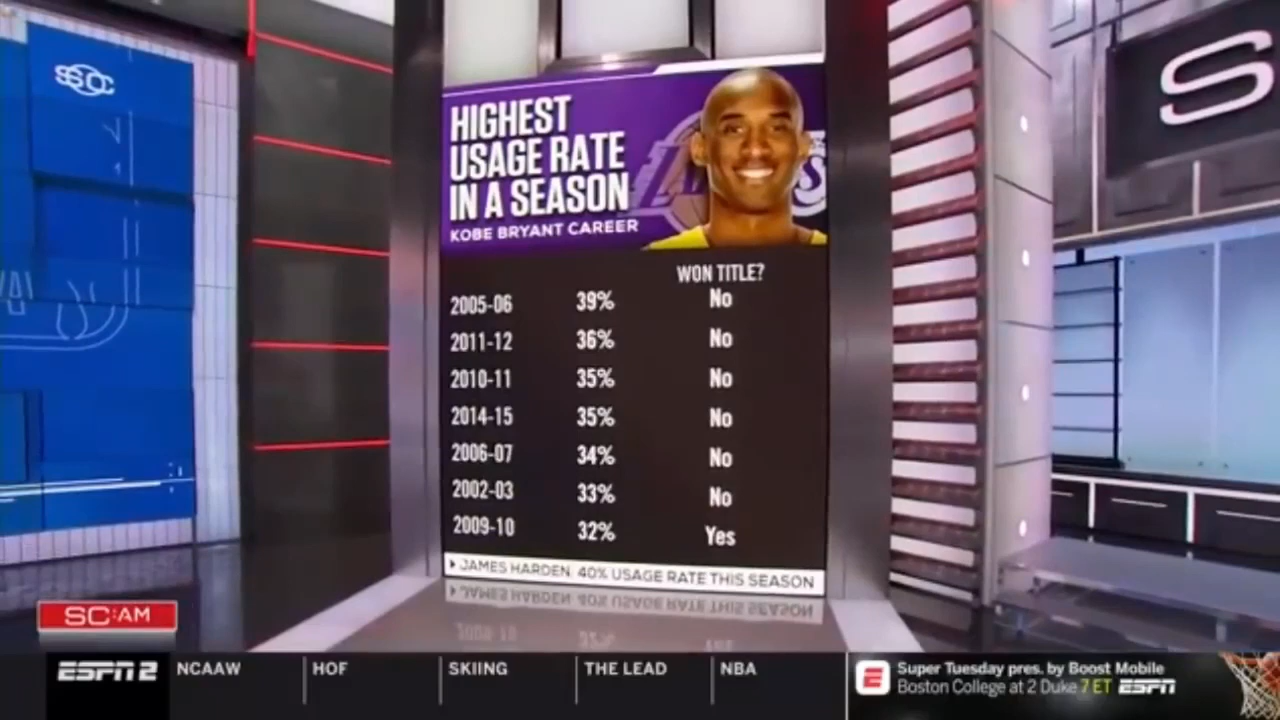 SC
S
HIGHEST
USAGE RATE
IN A SEASON
KOBE BRYANT CAREER
WON TITLE?
2005-06 39% No
2011-12 36% No
2010-11 35% No
2014-15 35% No
2006-07 34% No
2002-03 33% No
2009-10 32% Yes
JAMES HARDEN: 40% USAGE RATE THIS SEASON
SC:AM
ESPN2 NCAAW HOF SKIING THE LEAD NBA
Super Tuesday pres. by Boost Mobile
Boston College at 2 Duke 7 ET ESPN